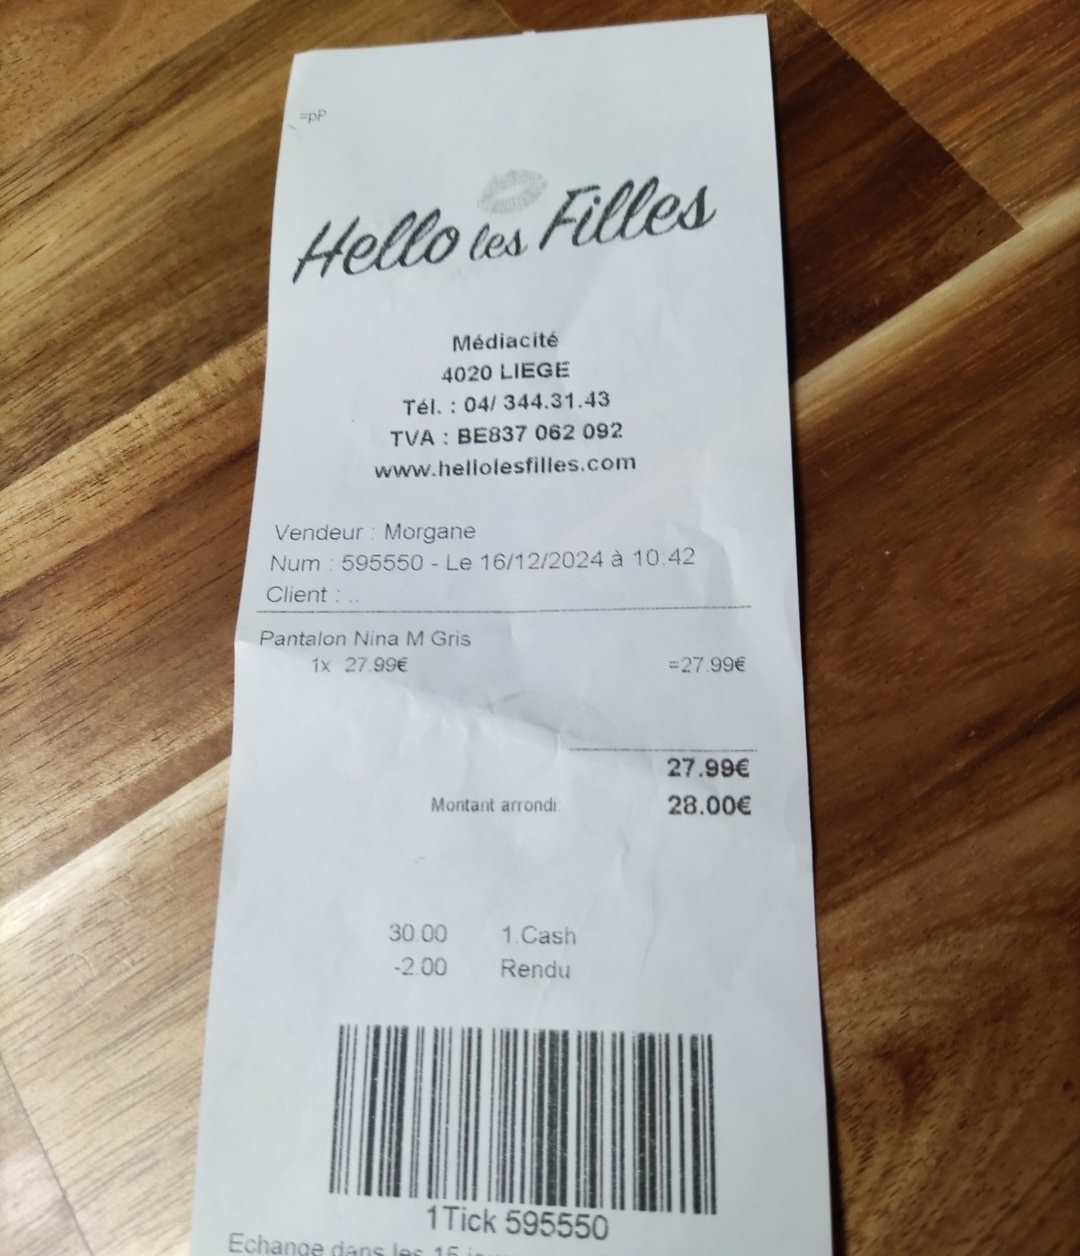 =pP
Hello les Filles
Médiacité
4020 LIEGE
Tél. : 04/ 344.31.43
TVA : BE837 062 092
www.hellolesfilles.com
Vendeur : Morgane
Num : 595550 - Le 16/12/2024 à 10:42
Client : ..
Pantalon Nina M Gris
1x 27.99€ =27.99€
27.99€
Montant arrondi: 28.00€
30.00 1.Cash
-2.00 Rendu
1Tick 595550
Echange dans les 15